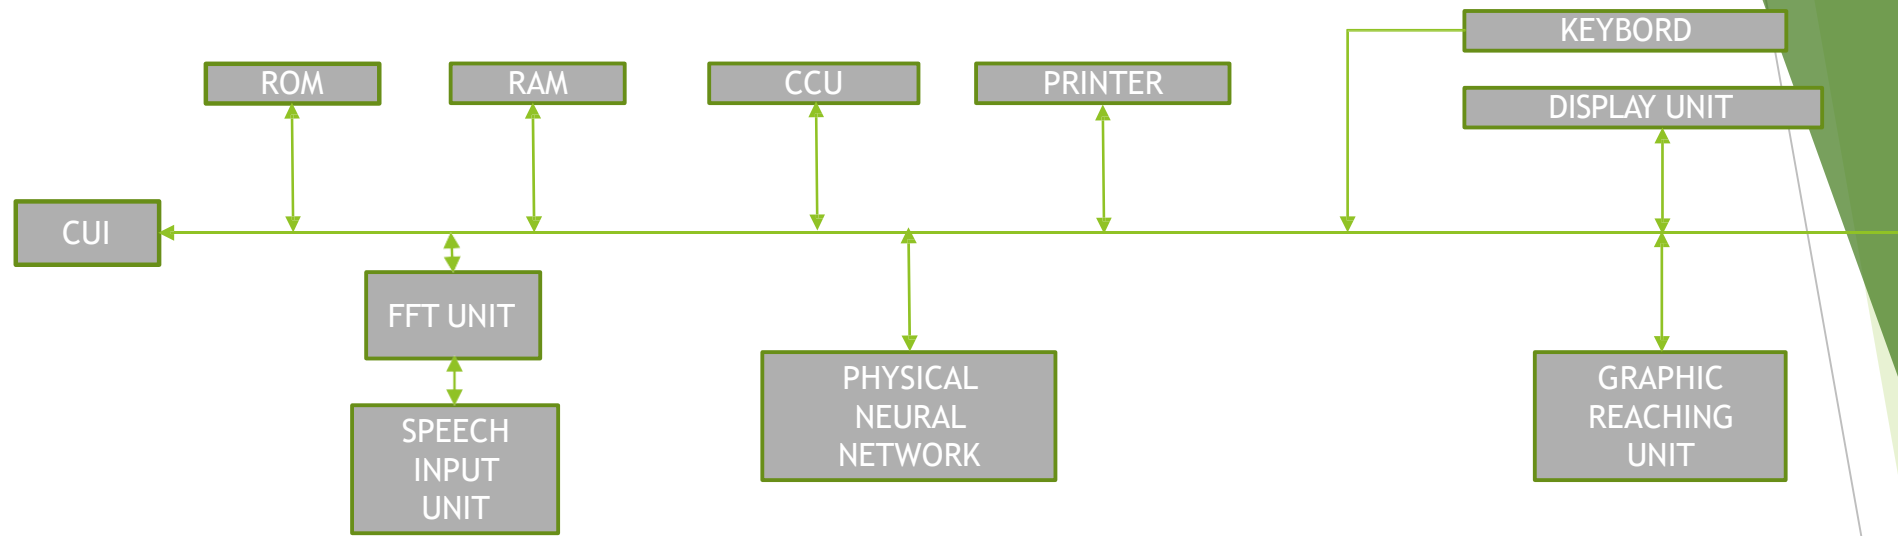 KEYBORD
ROM
RAM
CCU
PRINTER
DISPLAY UNIT
CUI
FFT UNIT
PHYSICAL
NEURAL
NETWORK
GRAPHIC
REACHING
UNIT
SPEECH
INPUT
UNIT